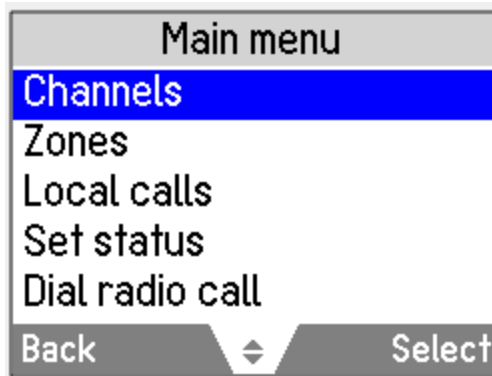 Main menu
Channels
Zones
Local calls
Set status
Dial radio call
Back Select